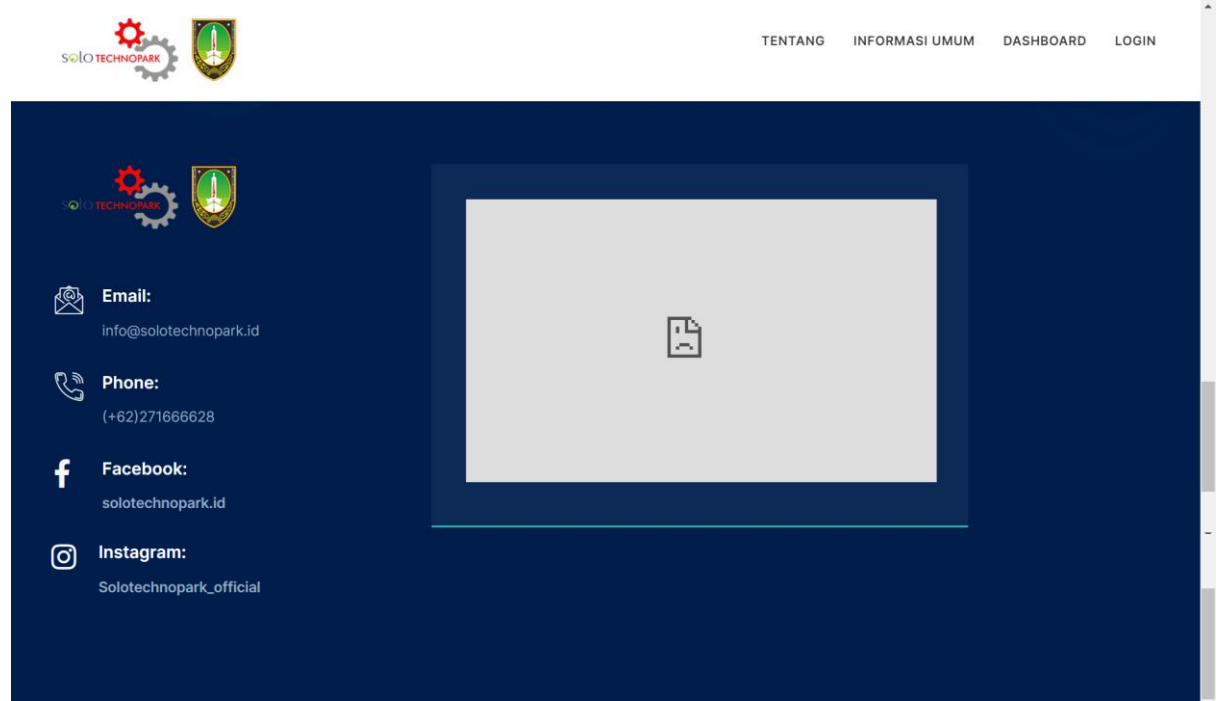 solo TECHNOPARK
TENTANG INFORMASI UMUM DASHBOARD LOGIN
solo TECHNOPARK
Email:
info@solotechnopark.id
Phone:
(+62)271666628
Facebook:
solotechnopark.id
Instagram:
Solotechnopark_official